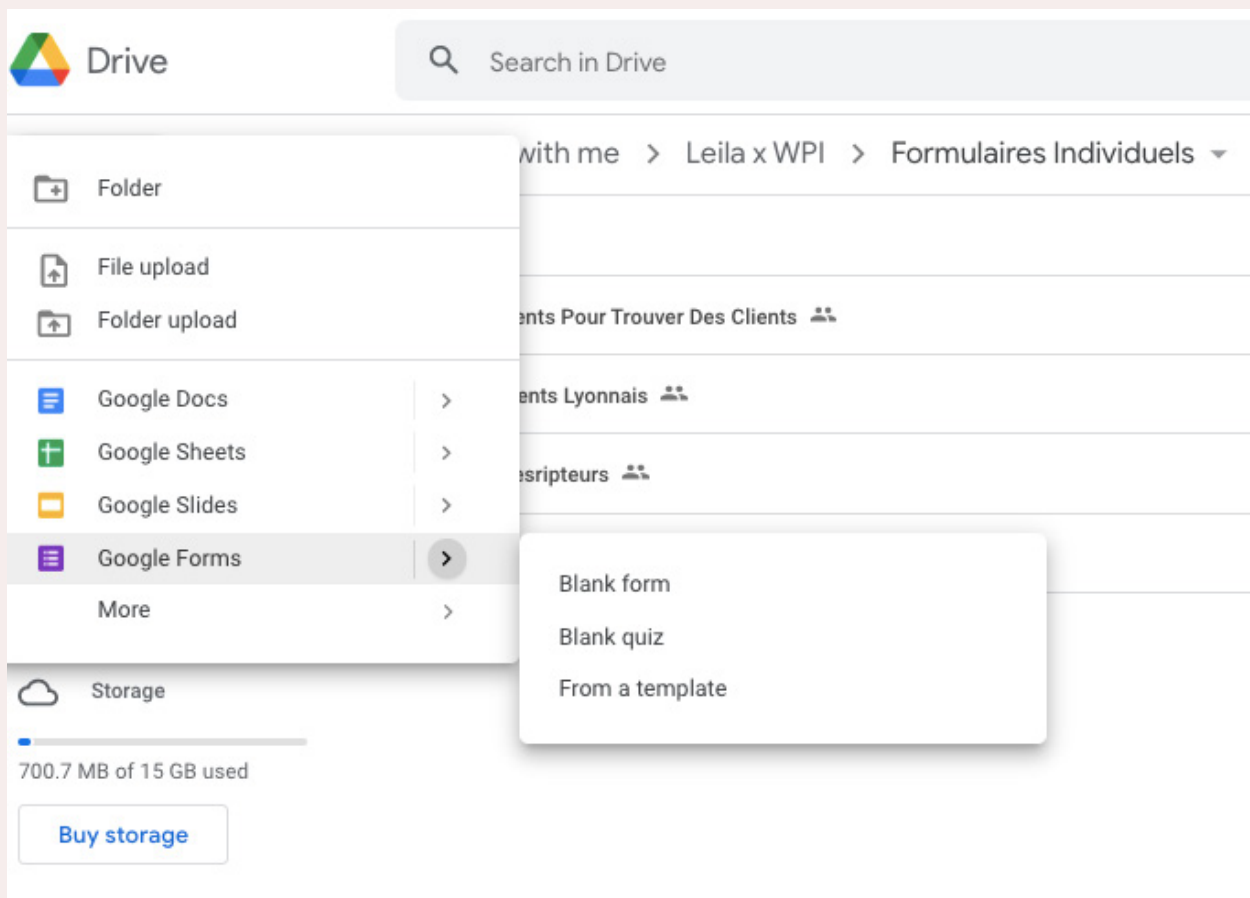 Drive
Search in Drive
with me > Leila x WPI > Formulaires Individuels
Folder
File upload
Folder upload
ents Pour Trouver Des Clients
Google Docs
ents Lyonnais
Google Sheets
esripteurs
Google Slides
Google Forms
Blank form
More
Blank quiz
From a template
Storage
700.7 MB of 15 GB used
Buy storage